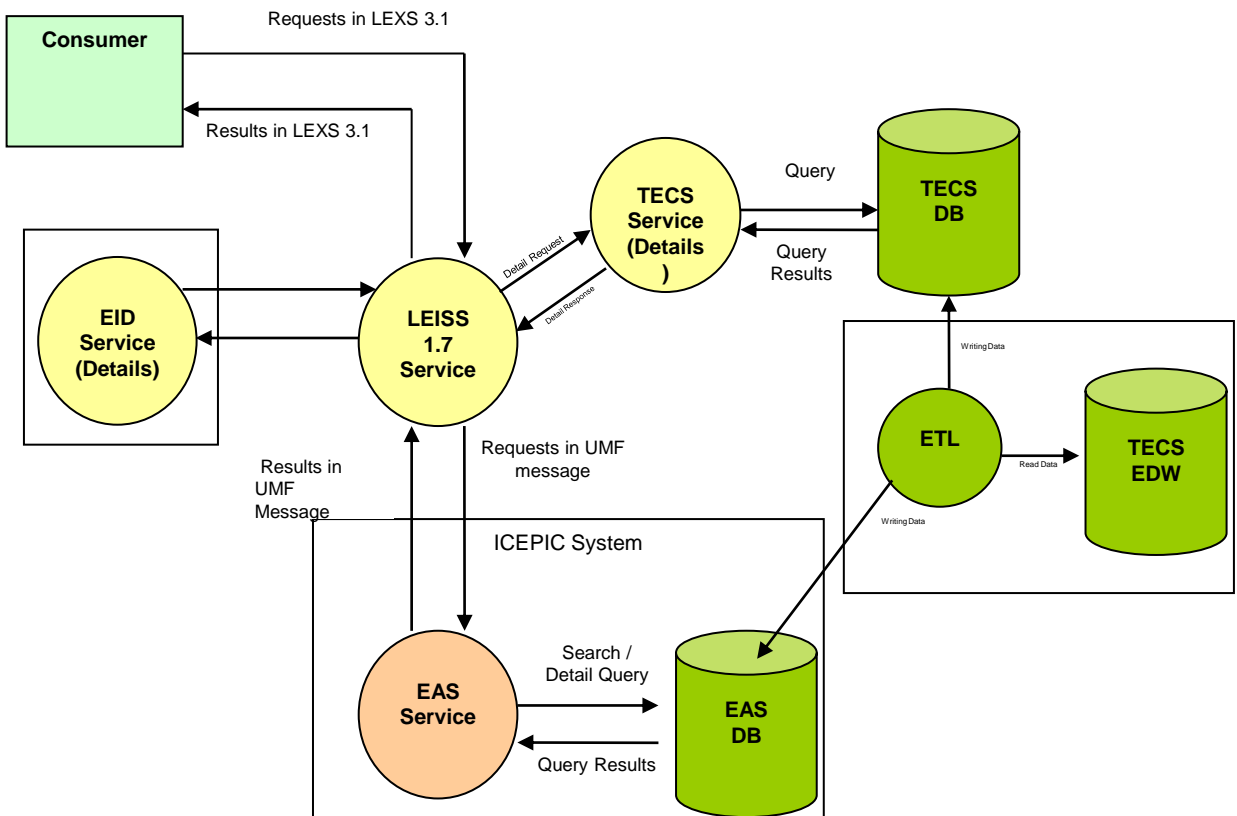 Requests in LEXS 3.1
Consumer
Results in LEXS 3.1
Query
TECS
Service
(Details
)
TECS
DB
Detail Request
Query
Results
Detail Response
EID
Service
(Details)
LEISS
1.7
Service
Writing Data
ETL
Read Data
TECS
EDW
Writing Data
Results in
UMF
Message
Requests in UMF
message
ICEPIC System
EAS
Service
Search /
Detail Query
Query Results
EAS
DB